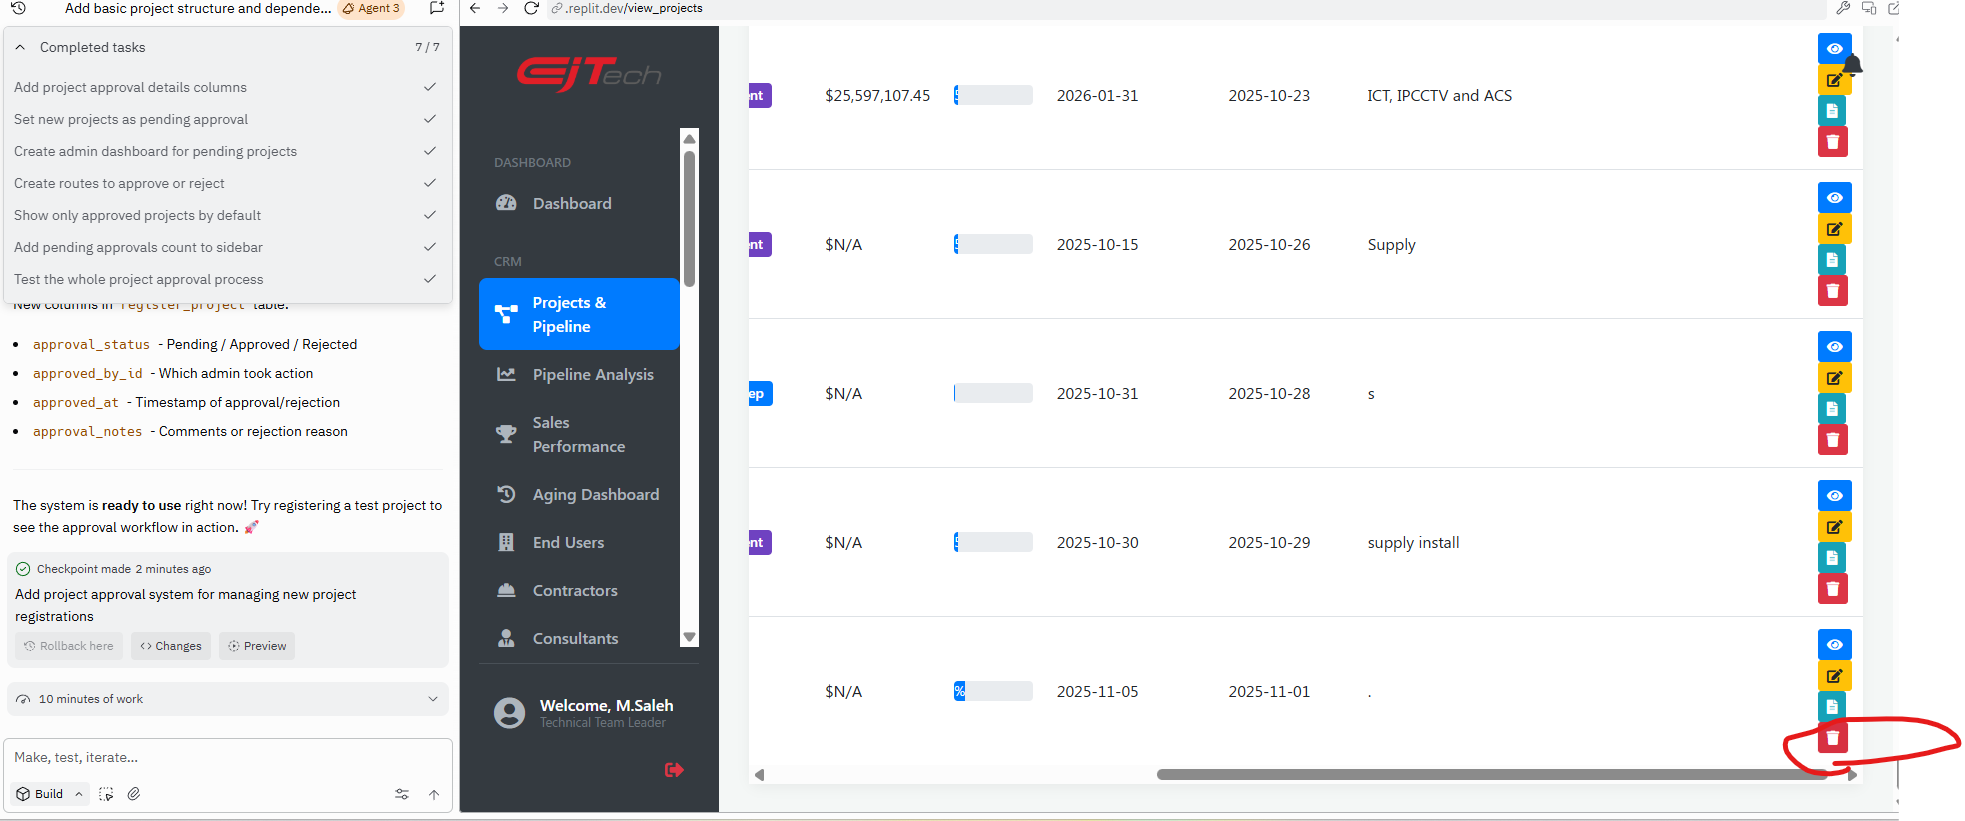 Add basic project structure and depende...
Agent 3
Completed tasks
7 / 7
Add project approval details columns
Set new projects as pending approval
Create admin dashboard for pending projects
Create routes to approve or reject
Show only approved projects by default
Add pending approvals count to sidebar
Test the whole project approval process
New columns in register_project table:
approval_status - Pending / Approved / Rejected
approved_by_id - Which admin took action
approved_at - Timestamp of approval/rejection
approval_notes - Comments or rejection reason
The system is ready to use right now! Try registering a test project to
see the approval workflow in action. 🚀
Checkpoint made 2 minutes ago
Add project approval system for managing new project
registrations
Rollback here
Changes
Preview
10 minutes of work
Make, test, iterate...
Build
.replit.dev/view_projects
EJTech
DASHBOARD
Dashboard
CRM
Projects &
Pipeline
Pipeline Analysis
Sales
Performance
Aging Dashboard
End Users
Contractors
Consultants
Welcome, M.Saleh
Technical Team Leader
nt $25,597,107.45 2026-01-31 2025-10-23 ICT, IPCCTV and ACS
nt $N/A 2025-10-15 2025-10-26 Supply
ep $N/A 2025-10-31 2025-10-28 s
nt $N/A 2025-10-30 2025-10-29 supply install
$N/A % 2025-11-05 2025-11-01 .